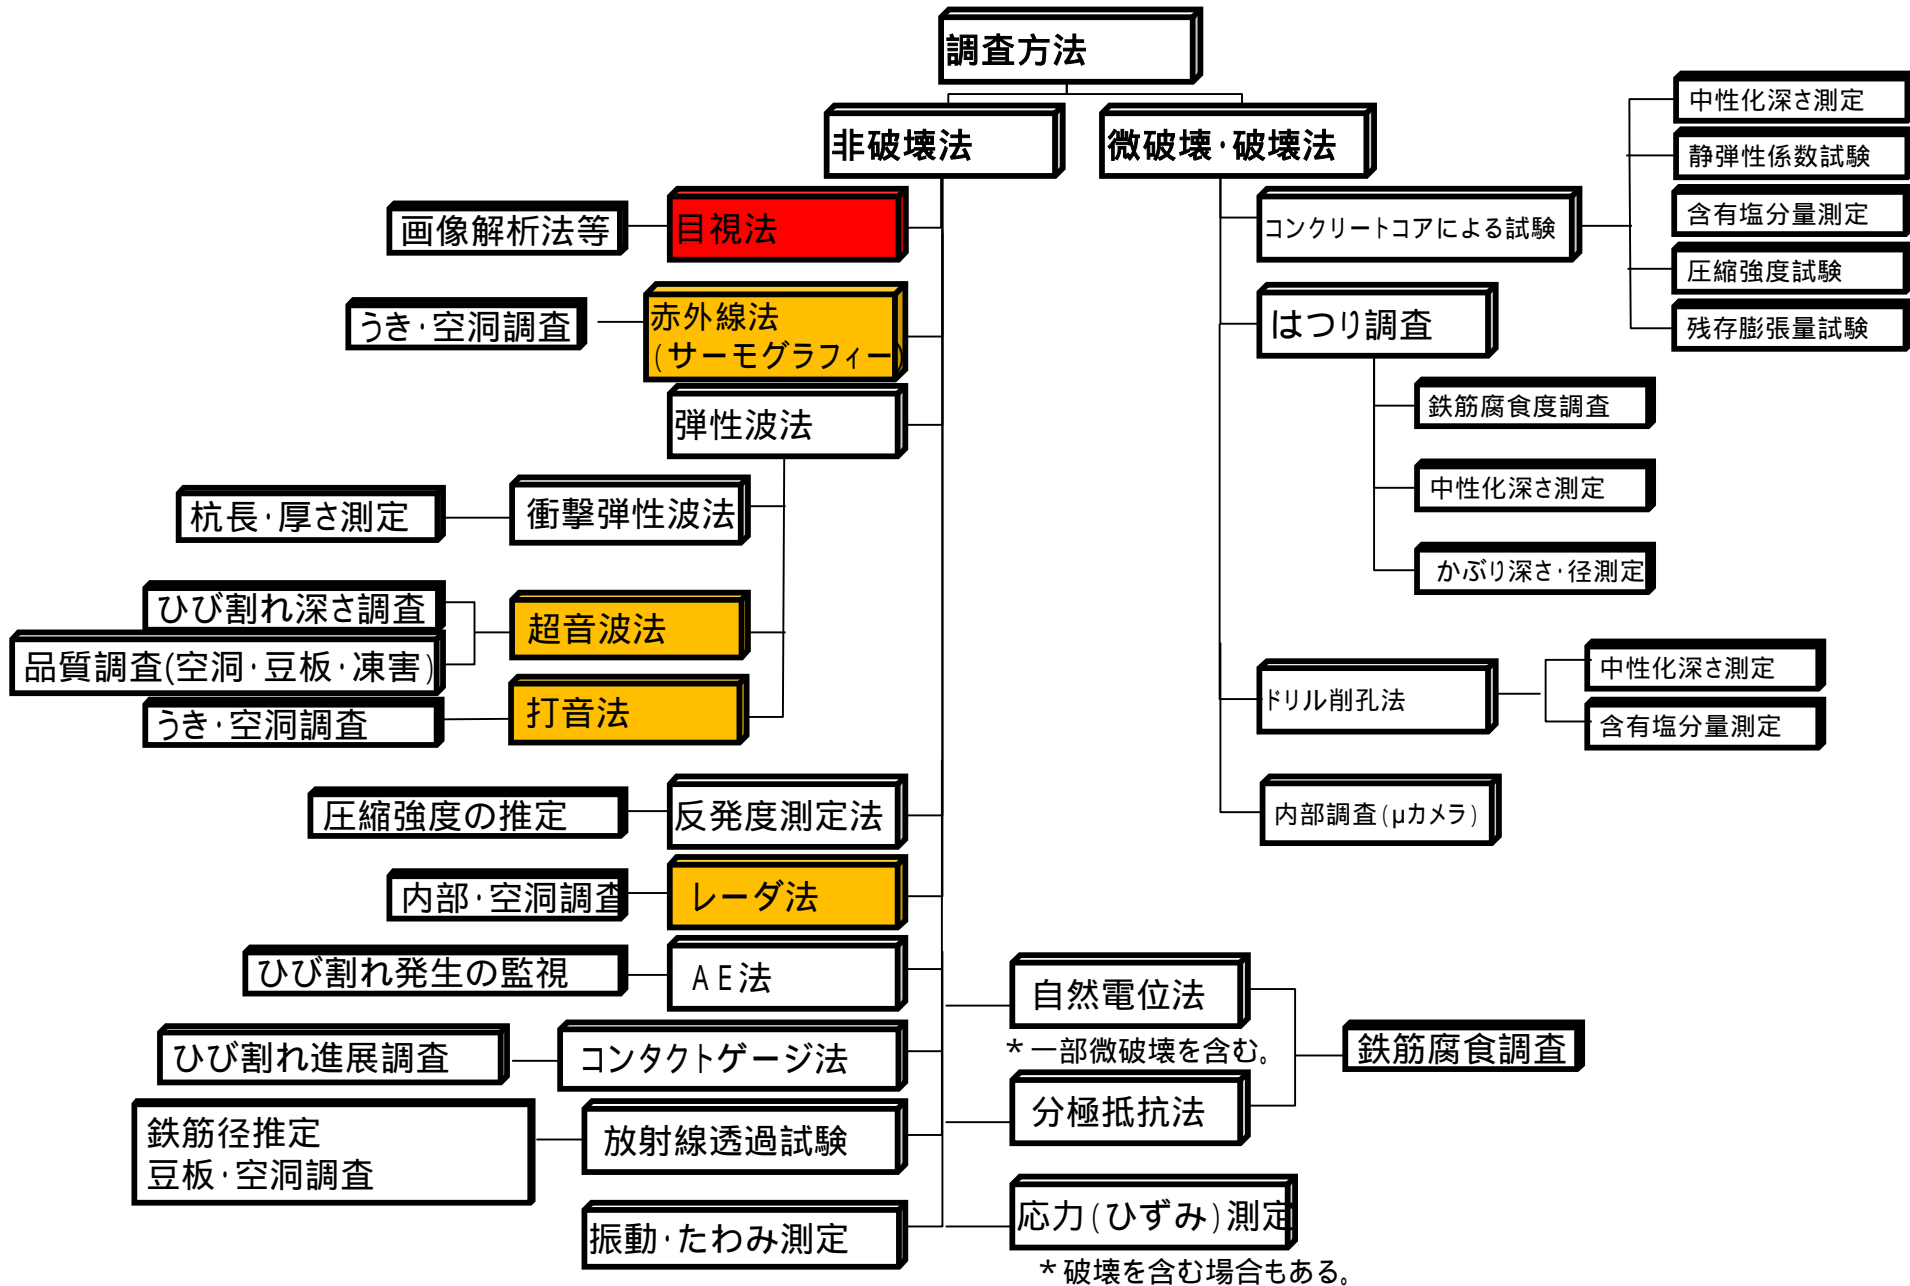 調査方法
非破壊法
微破壊・破壊法
画像解析法等
目視法
うき・空洞調査
赤外線法
(サーモグラフィー)
弾性波法
杭長・厚さ測定
衝撃弾性波法
ひび割れ深さ調査
品質調査(空洞・豆板・凍害)
超音波法
うき・空洞調査
打音法
圧縮強度の推定
反発度測定法
内部・空洞調査
レーダ法
ひび割れ発生の監視
AE法
ひび割れ進展調査
コンタクトゲージ法
鉄筋径推定
豆板・空洞調査
放射線透過試験
振動・たわみ測定
自然電位法
*一部微破壊を含む。
分極抵抗法
鉄筋腐食調査
応力(ひずみ)測定
*破壊を含む場合もある。
コンクリートコアによる試験
中性化深さ測定
静弾性係数試験
含有塩分量測定
圧縮強度試験
残存膨張量試験
はつり調査
鉄筋腐食度調査
中性化深さ測定
かぶり深さ・径測定
ドリル削孔法
中性化深さ測定
含有塩分量測定
内部調査(μカメラ)